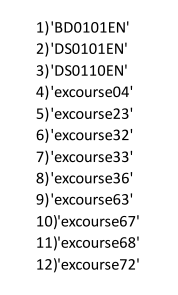 1)'BD0101EN'
2)'DS0101EN'
3)'DS0110EN'
4)'excourse04'
5)'excourse23'
6)'excourse32'
7)'excourse33'
8)'excourse36'
9)'excourse63'
10)'excourse67'
11)'excourse68'
12)'excourse72'